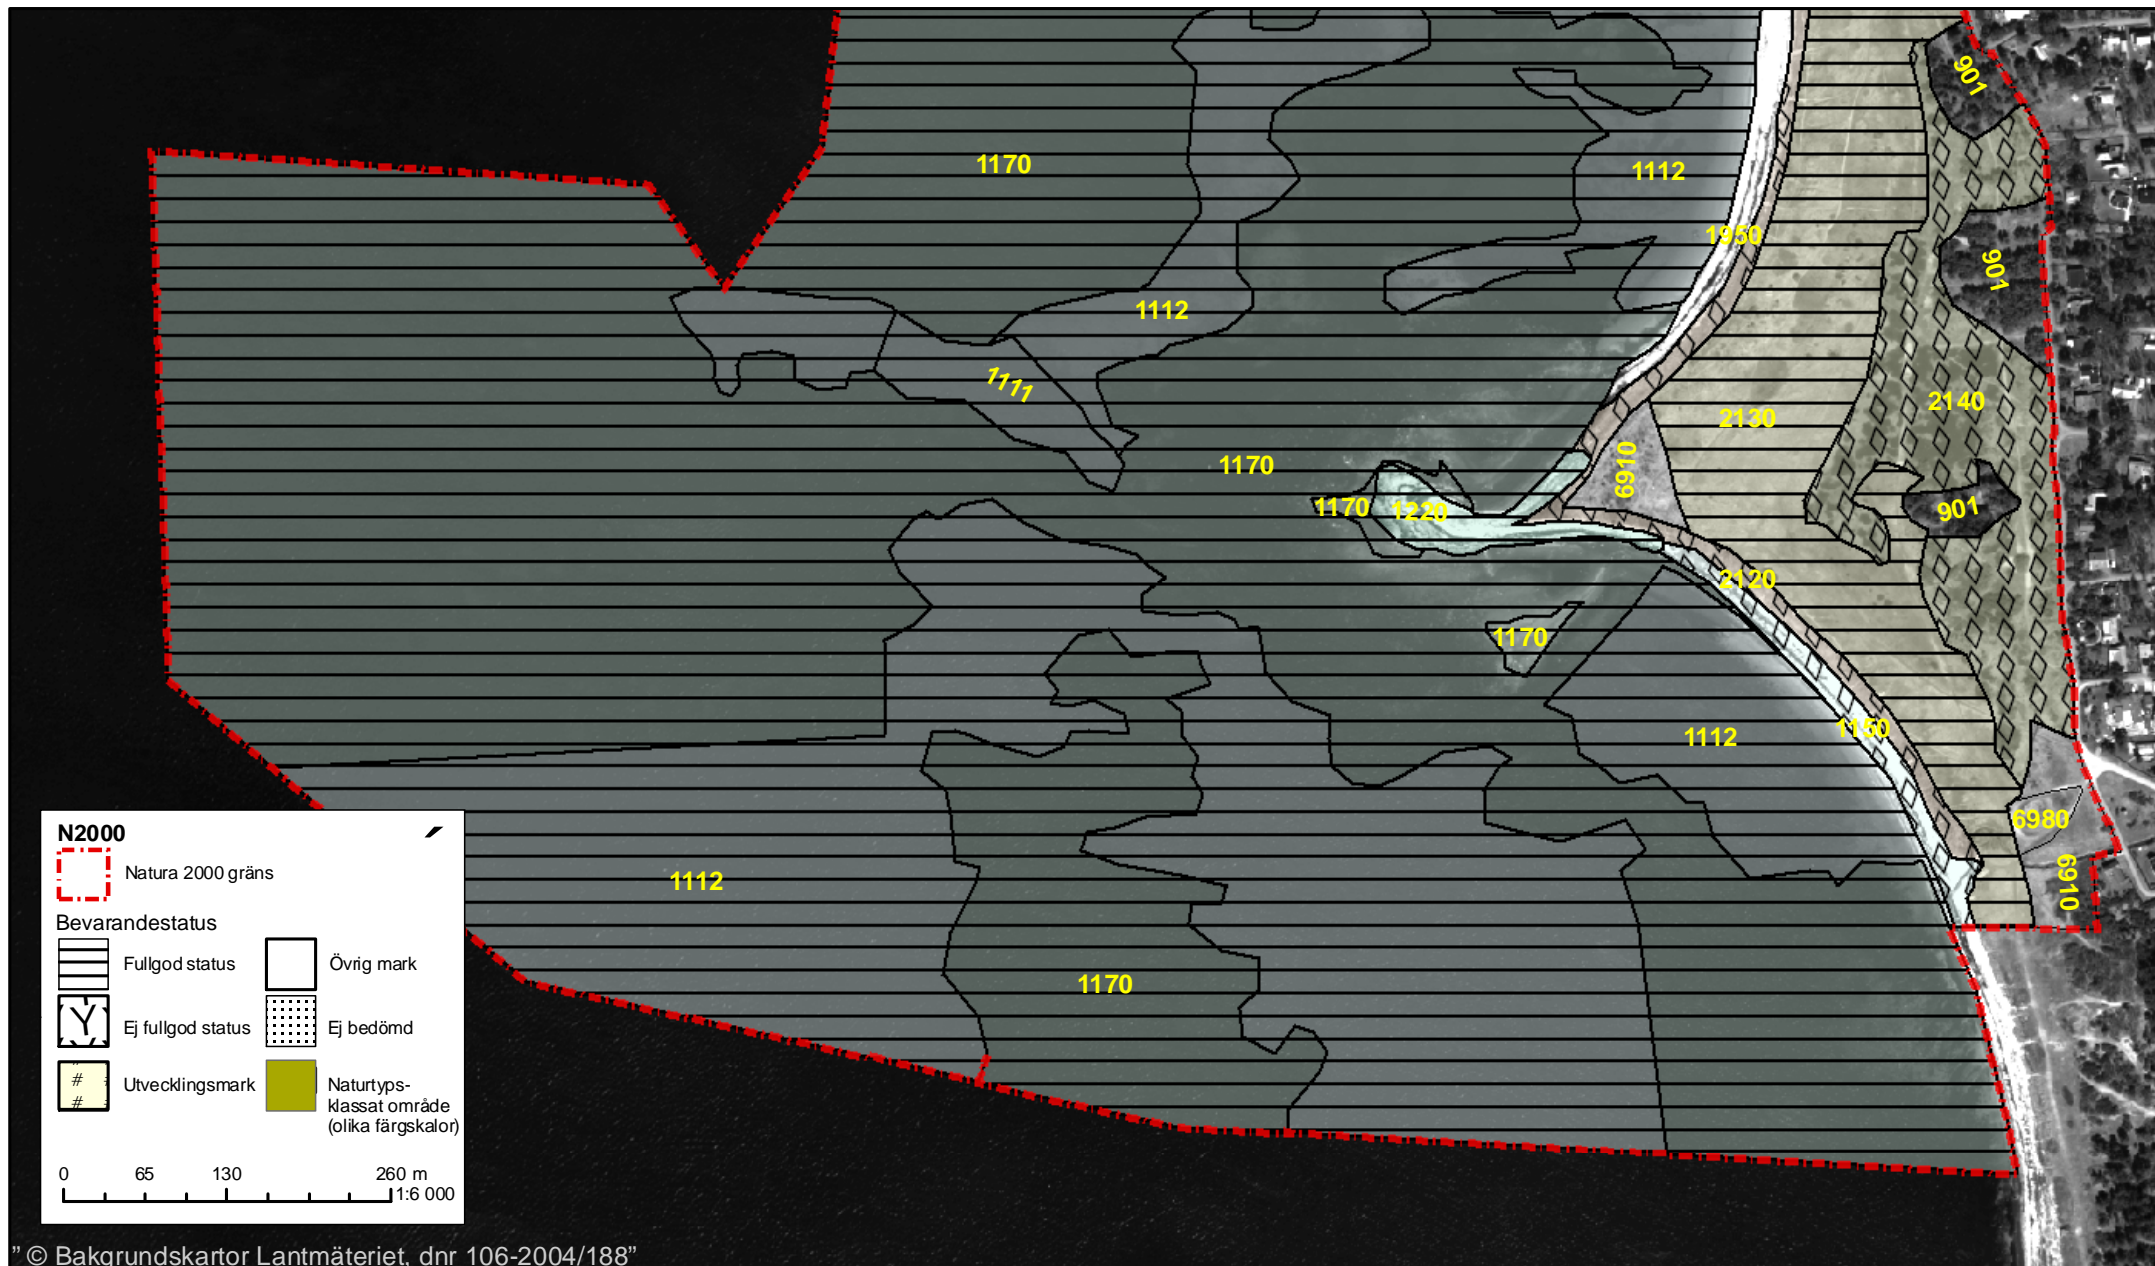 901
1170
1112
1950
901
1112
1111
2130
2140
6910
1170
1170
1220
901
2120
1170
1150
1112
6980
6910
1112
1170
N2000
Natura 2000 gräns
Bevarandestatus
Fullgod status
Övrig mark
Ej fullgod status
Ej bedömd
Utvecklingsmark
Naturtyps-
klassat område
(olika färgskalor)
0 65 130 260 m
1:6 000
” © Bakgrundskartor Lantmäteriet, dnr 106-2004/188”